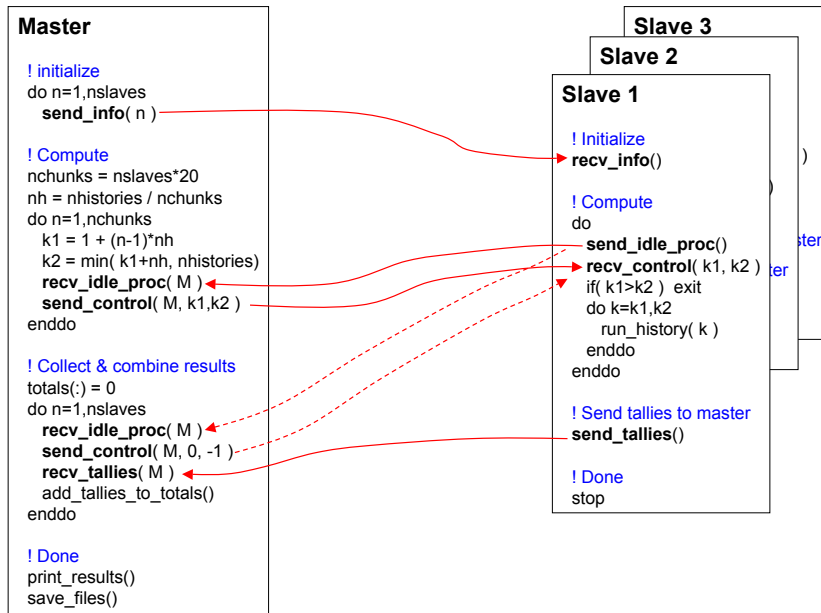 Master
! initialize
do n=1,nslaves
send_info( n )
! Compute
nchunks = nslaves*20
nh = nhistories / nchunks
do n=1,nchunks
k1 = 1 + (n-1)*nh
k2 = min( k1+nh, nhistories)
recv_idle_proc( M )
send_control( M, k1,k2 )
enddo
! Collect & combine results
totals(:) = 0
do n=1,nslaves
recv_idle_proc( M )
send_control( M, 0, -1 )
recv_tallies( M )
add_tallies_to_totals()
enddo
! Done
print_results()
save_files()
Slave 3
)
ster
Slave 2
)
ter
Slave 1
! Initialize
recv_info()
! Compute
do
send_idle_proc()
recv_control( k1, k2 )
if( k1>k2 ) exit
do k=k1,k2
run_history( k )
enddo
enddo
! Send tallies to master
send_tallies()
! Done
stop